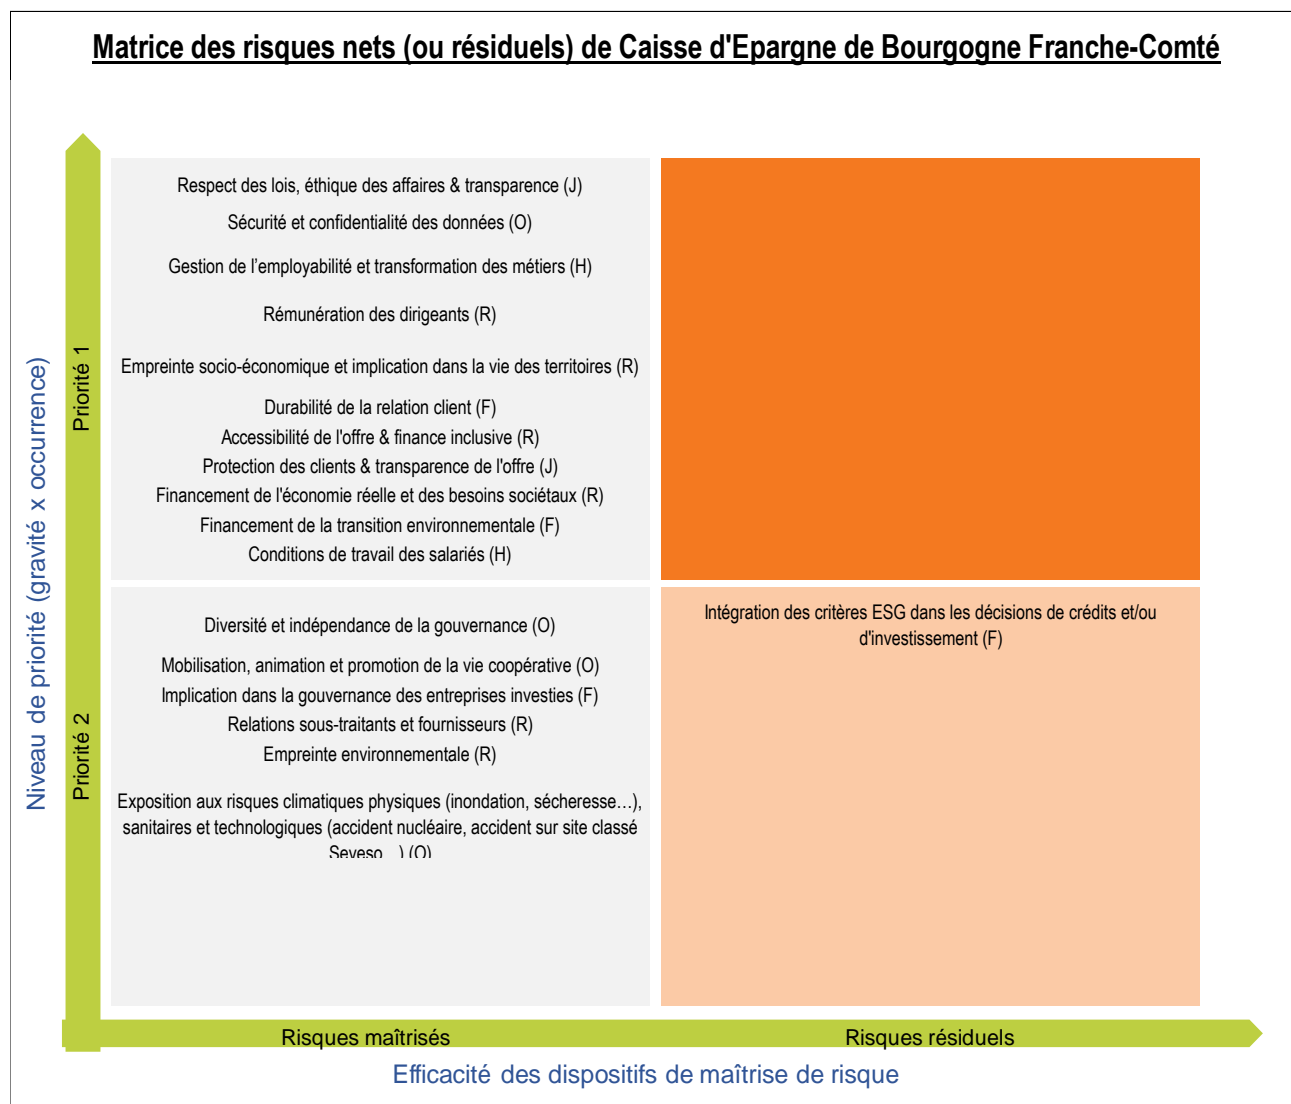 Matrice des risques nets (ou résiduels) de Caisse d'Epargne de Bourgogne Franche-Comté
Niveau de priorité (gravité x occurrence)
Priorité 1
Respect des lois, éthique des affaires & transparence (J)
Sécurité et confidentialité des données (O)
Gestion de l’employabilité et transformation des métiers (H)
Rémunération des dirigeants (R)
Empreinte socio-économique et implication dans la vie des territoires (R)
Durabilité de la relation client (F)
Accessibilité de l'offre & finance inclusive (R)
Protection des clients & transparence de l'offre (J)
Financement de l'économie réelle et des besoins sociétaux (R)
Financement de la transition environnementale (F)
Conditions de travail des salariés (H)
Priorité 2
Diversité et indépendance de la gouvernance (O)
Mobilisation, animation et promotion de la vie coopérative (O)
Implication dans la gouvernance des entreprises investies (F)
Relations sous-traitants et fournisseurs (R)
Empreinte environnementale (R)
Exposition aux risques climatiques physiques (inondation, sécheresse…),
sanitaires et technologiques (accident nucléaire, accident sur site classé
Seveso…) (O)
Intégration des critères ESG dans les décisions de crédits et/ou
d'investissement (F)
Risques maîtrisés
Risques résiduels
Efficacité des dispositifs de maîtrise de risque